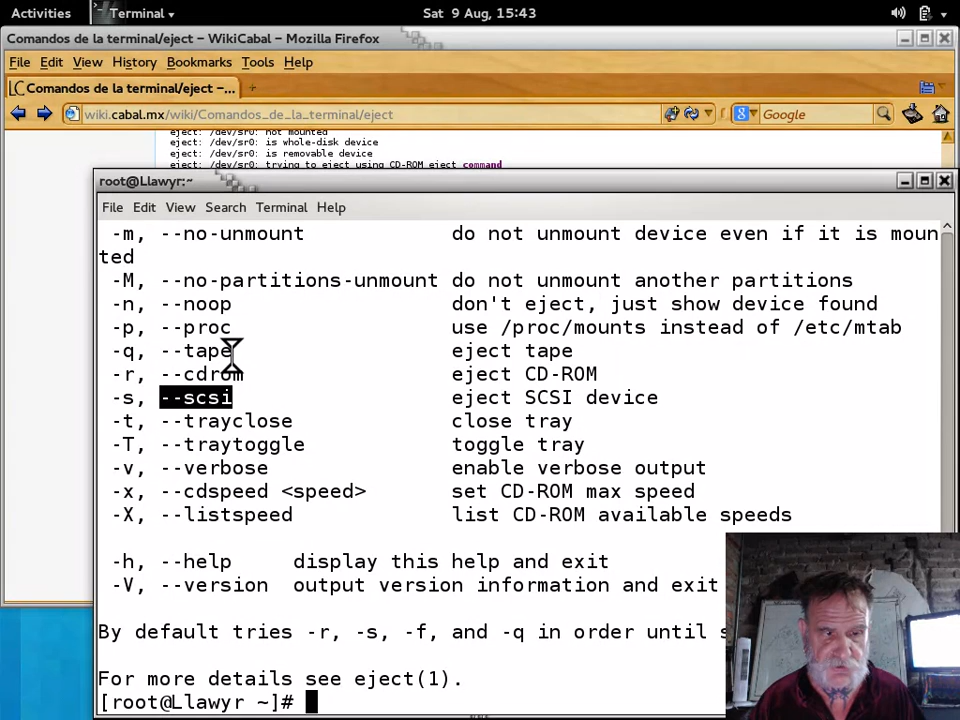 Activities Terminal Sat 9 Aug, 15:43
Comandos de la terminal/eject — WikiCabal — Mozilla Firefox
File Edit View History Bookmarks Tools Help
Comandos de la terminal/eject —...
wiki.cabal.mx/wiki/Comandos_de_la_terminal/eject Google
eject: /dev/sr0: not mounted
eject: /dev/sr0: is whole-disk device
eject: /dev/sr0: is removable device
eject: /dev/sr0: trying to eject using CD-ROM eject command
root@Llawyr:~
File Edit View Search Terminal Help
-m, --no-unmount do not unmount device even if it is moun
ted
-M, --no-partitions-unmount do not unmount another partitions
-n, --noop don't eject, just show device found
-p, --proc use /proc/mounts instead of /etc/mtab
-q, --tape eject tape
-r, --cdrom eject CD-ROM
-s, --scsi eject SCSI device
-t, --trayclose close tray
-T, --traytoggle toggle tray
-v, --verbose enable verbose output
-x, --cdspeed <speed> set CD-ROM max speed
-X, --listspeed list CD-ROM available speeds
-h, --help display this help and exit
-V, --version output version information and exit
By default tries -r, -s, -f, and -q in order until
For more details see eject(1).
[root@Llawyr ~]#